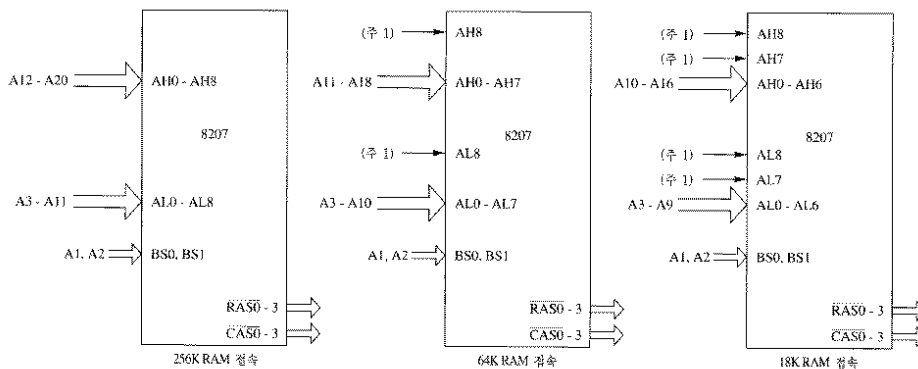 A12 - A20
AH0 - AH8
8207
A3 - A11
AL0 - AL8
A1, A2
BS0, BS1
RAS0 - 3
CAS0 - 3
256K RAM 접속
(주 1)
AH8
A11 - A18
AH0 - AH7
8207
(주 1)
AL8
A3 - A10
AL0 - AL7
A1, A2
BS0, BS1
RAS0 - 3
CAS0 - 3
64K RAM 접속
(주 1)
AH8
(주 1)
AH7
A10 - A16
AH0 - AH6
8207
(주 1)
AL8
(주 1)
AL7
A3 - A9
AL0 - AL6
A1, A2
BS0, BS1
RAS0 - 3
CAS0 - 3
18K RAM 접속